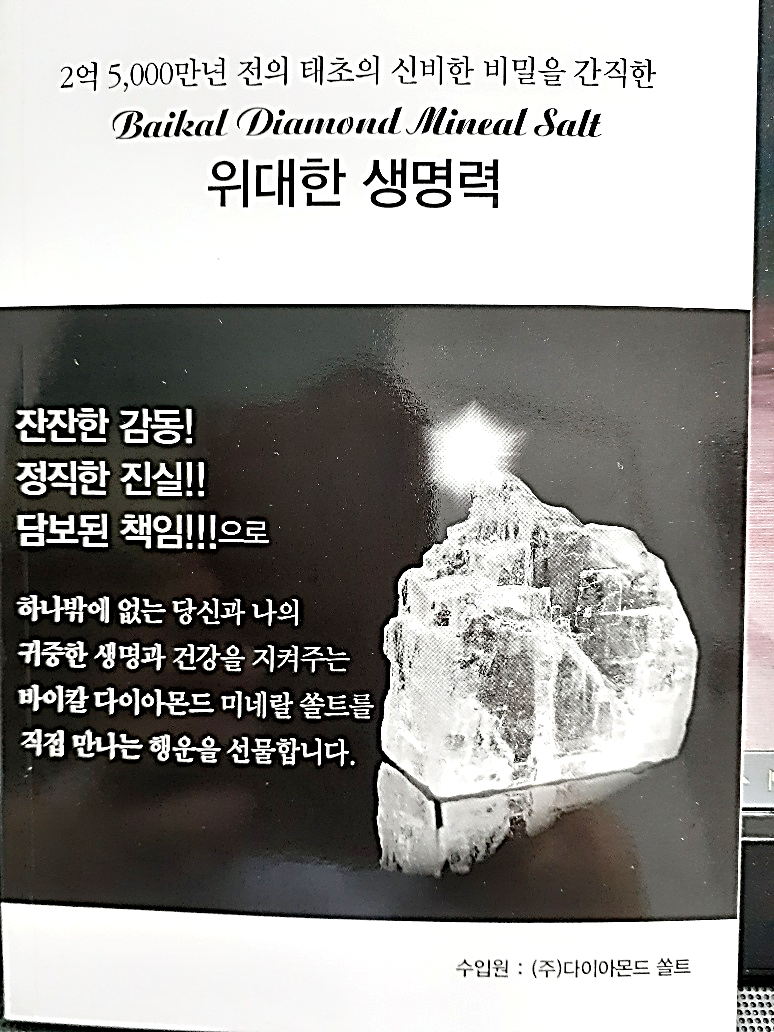 2억 5,000만년 전의 태초의 신비한 비밀을 간직한
Baikal Diamond Mineal Salt
위대한 생명력
잔잔한 감동!
정직한 진실!!
담보된 책임!!!으로
하나밖에 없는 당신과 나의
귀중한 생명과 건강을 지켜주는
바이칼 다이아몬드 미네랄 쏠트를
직접 만나는 행운을 선물합니다.
수입원 : (주)다이아몬드 쏠트